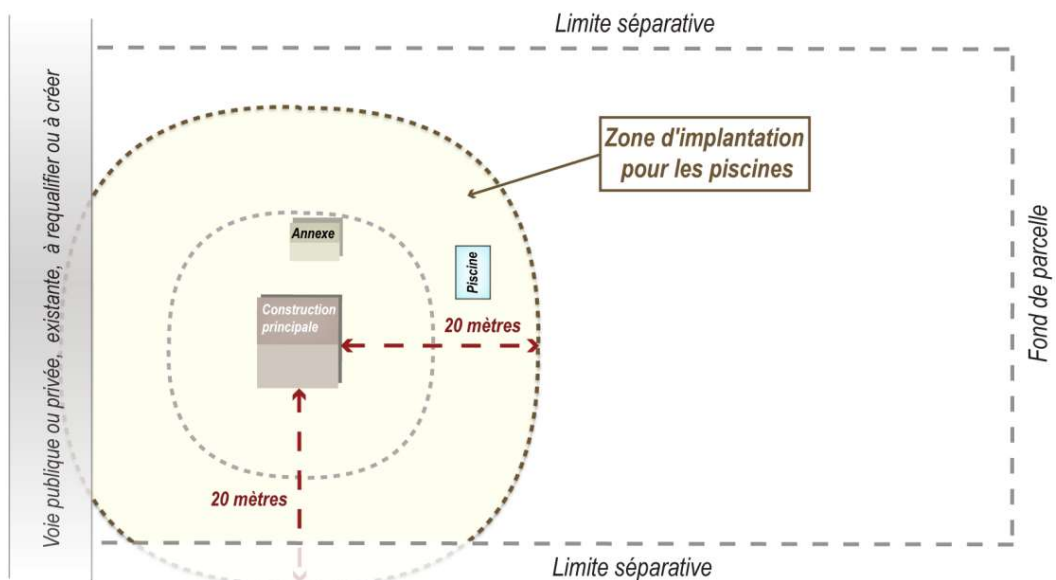 Limite séparative
Voie publique ou privée, existante, à requalifier ou à créer
Zone d'implantation
pour les piscines
Annexe
Piscine
Construction
principale
20 mètres
20 mètres
Fond de parcelle
Limite séparative